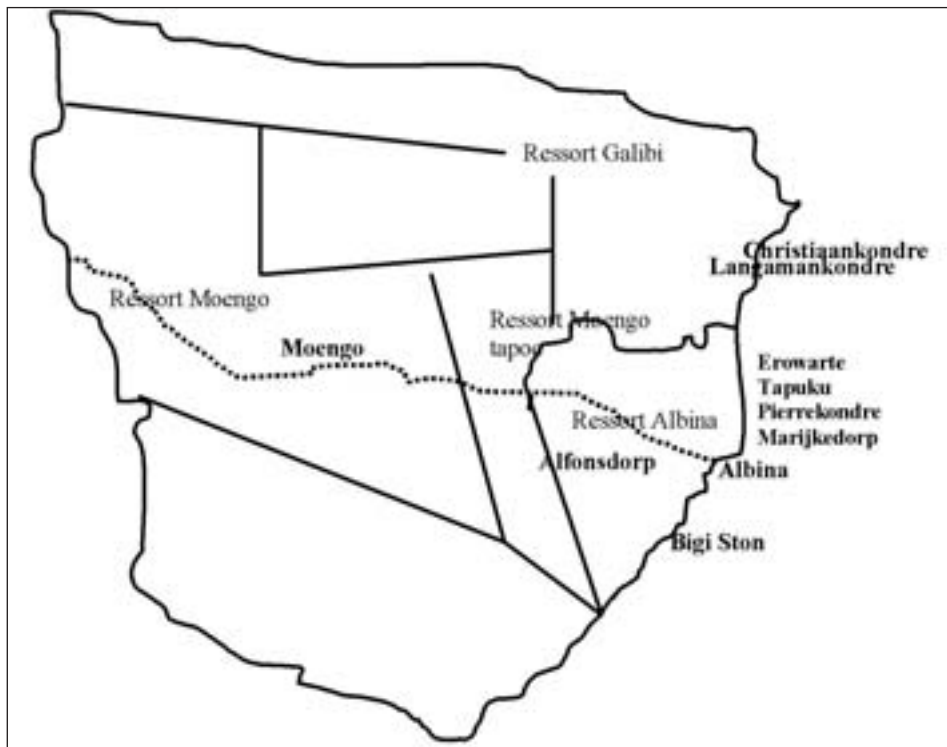 Ressort Galibi
Christiaankondre
Langamankondre
Ressort Moengo
Ressort Moengo
tapoe
Moengo
Erowarte
Tapuku
Pierrekondre
Marijkedorp
Ressort Albina
Alfonsdorp
Albina
Bigi Ston